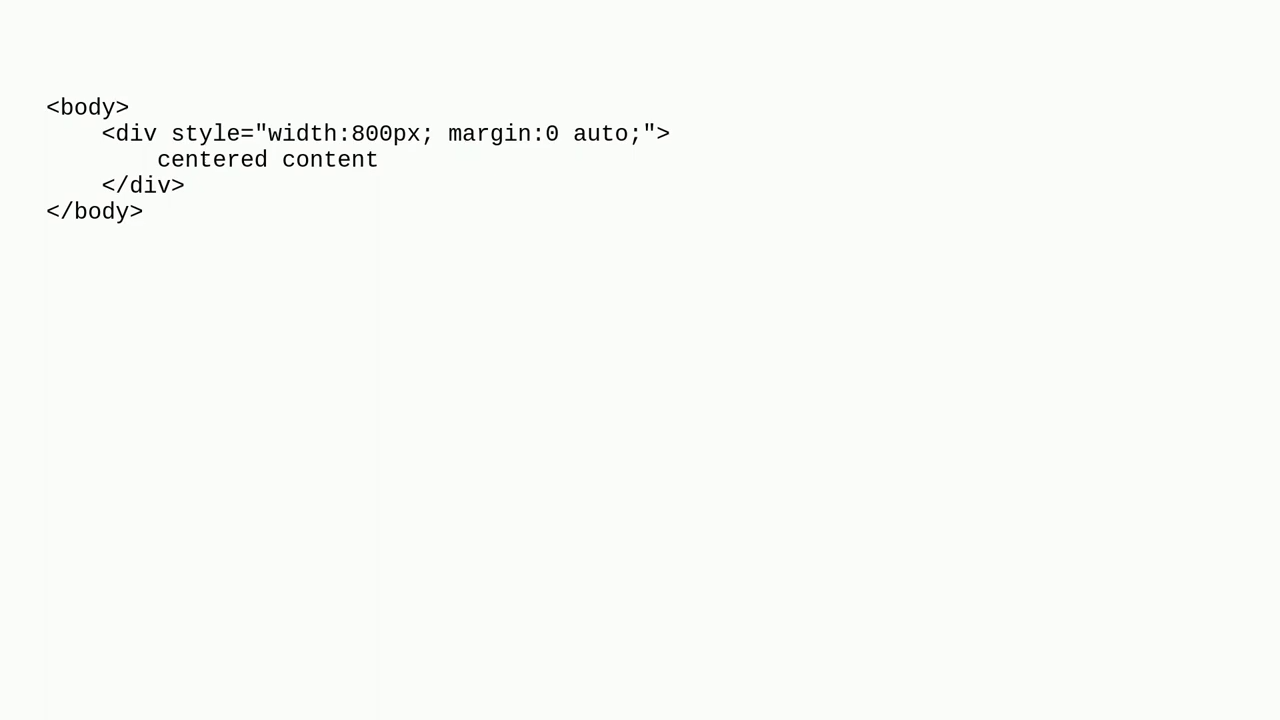 <body>
    <div style="width:800px; margin:0 auto;">
        centered content
    </div>
</body>